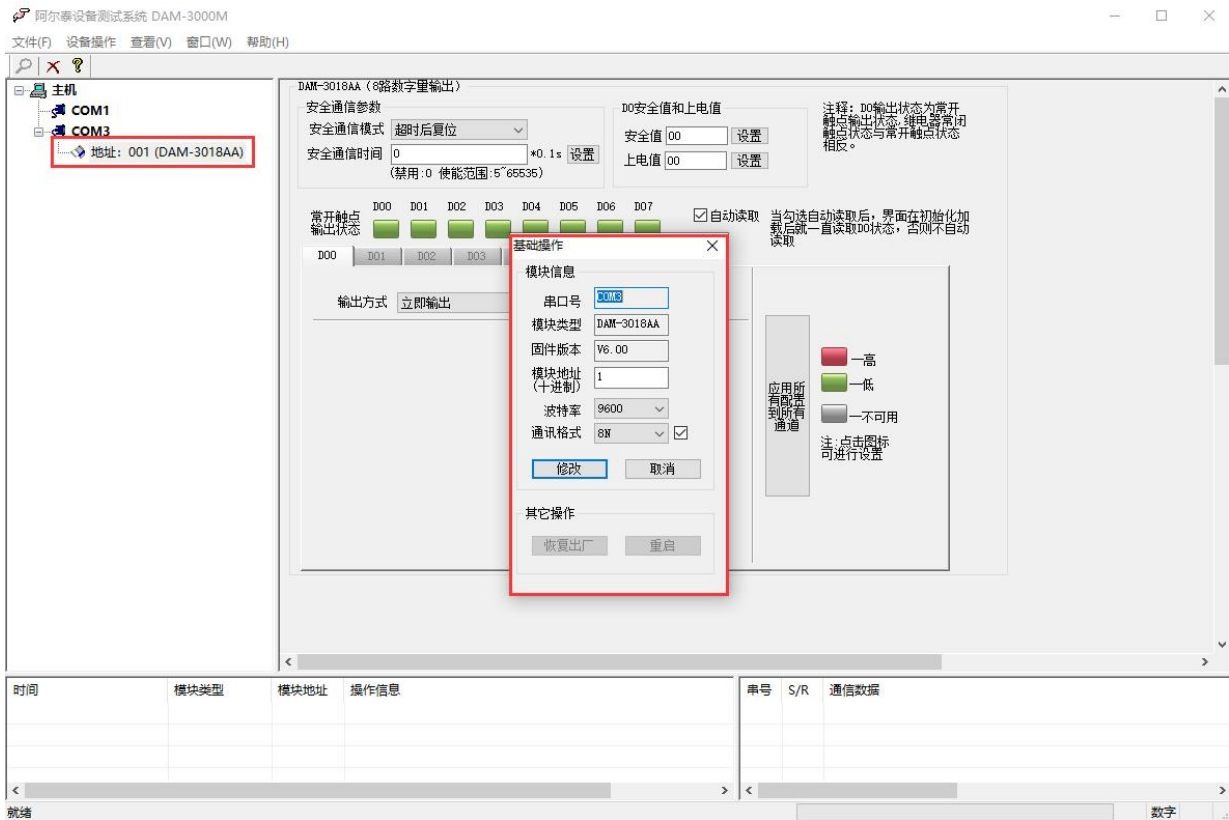 阿尔泰设备测试系统 DAM-3000M
文件(F) 设备操作 查看(V) 窗口(W) 帮助(H)
主机
COM1
COM3
地址：001 (DAM-3018AA)
DAM-3018AA（8路数字量输出）
安全通信参数
安全通信模式 超时后复位
安全通信时间 0 *0.1s 设置
(禁用:0 使能范围:5~65535)
DO安全值和上电值
安全值 00 设置
上电值 00 设置
注释：DO输出状态为常开
触点输出状态,继电器常闭
触点状态与常开触点状态
相反。
常开触点
输出状态
DO0 DO1 DO2 DO3 DO4 DO5 DO6 DO7
自动读取
当勾选自动读取后，界面在初始化加
载后就一直读取DO状态，否则不自动
读取
DO0 DO1 DO2 DO3
输出方式 立即输出
基础操作
模块信息
串口号 COM3
模块类型 DAM-3018AA
固件版本 V6.00
模块地址
(十进制) 1
波特率 9600
通讯格式 8N
修改 取消
其它操作
恢复出厂 重启
应用所
有配置
到所有
通道
—高
—低
—不可用
注:点击图标
可进行设置
时间 模块类型 模块地址 操作信息
串号 S/R 通信数据
就绪
数字